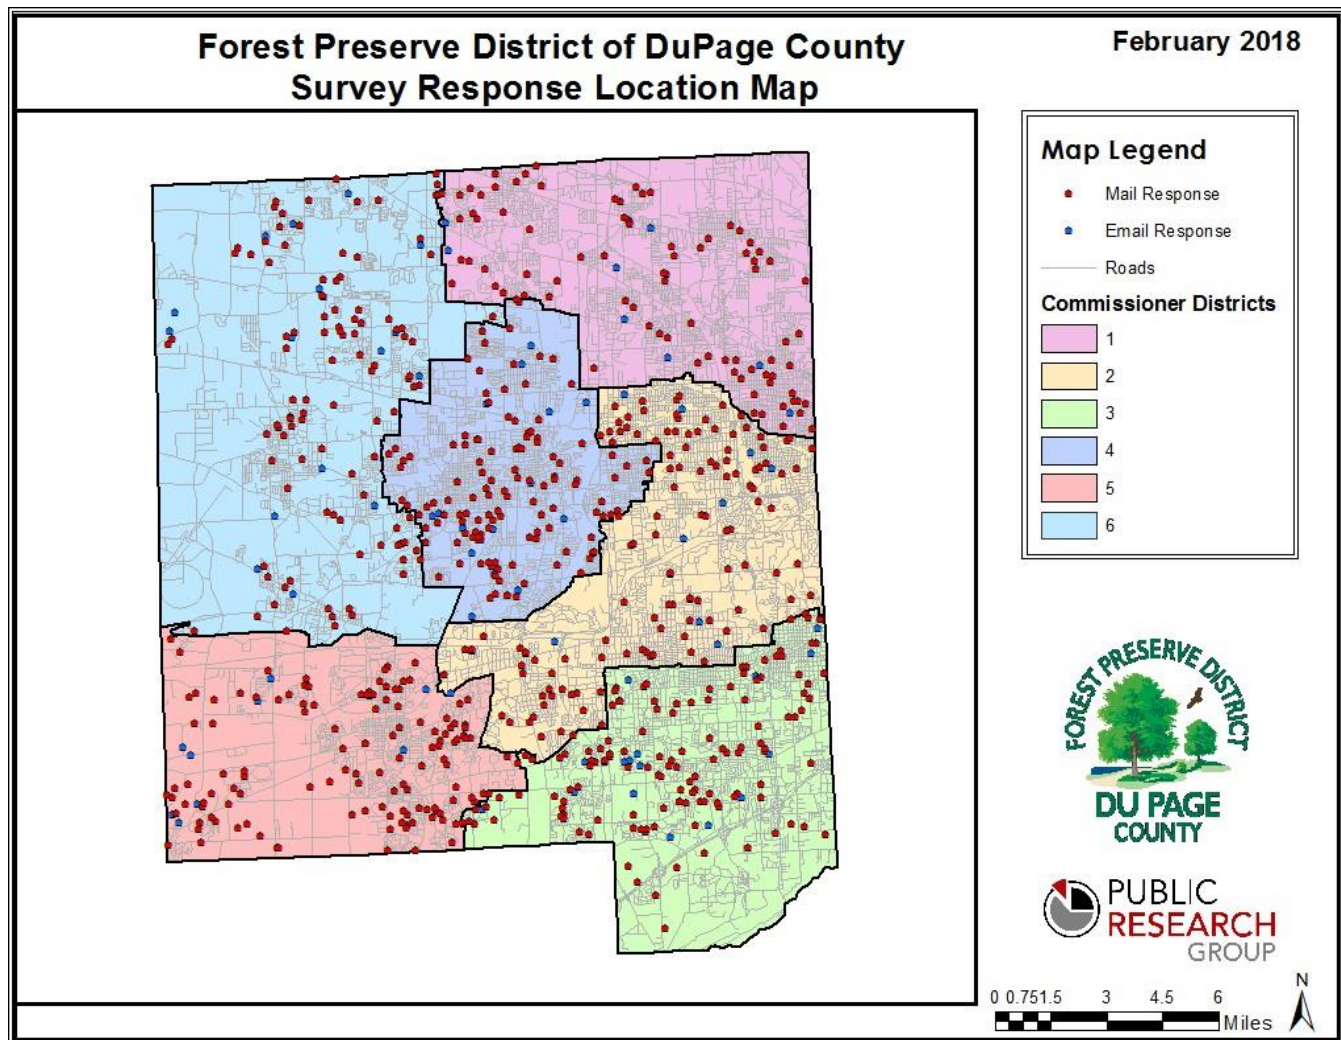 Forest Preserve District of DuPage County
Survey Response Location Map
February 2018
Map Legend
Mail Response
Email Response
Roads
Commissioner Districts
1
2
3
4
5
6
FOREST PRESERVE DISTRICT
DU PAGE
COUNTY
PUBLIC
RESEARCH
GROUP
N
0 0.751.5 3 4.5 6
Miles